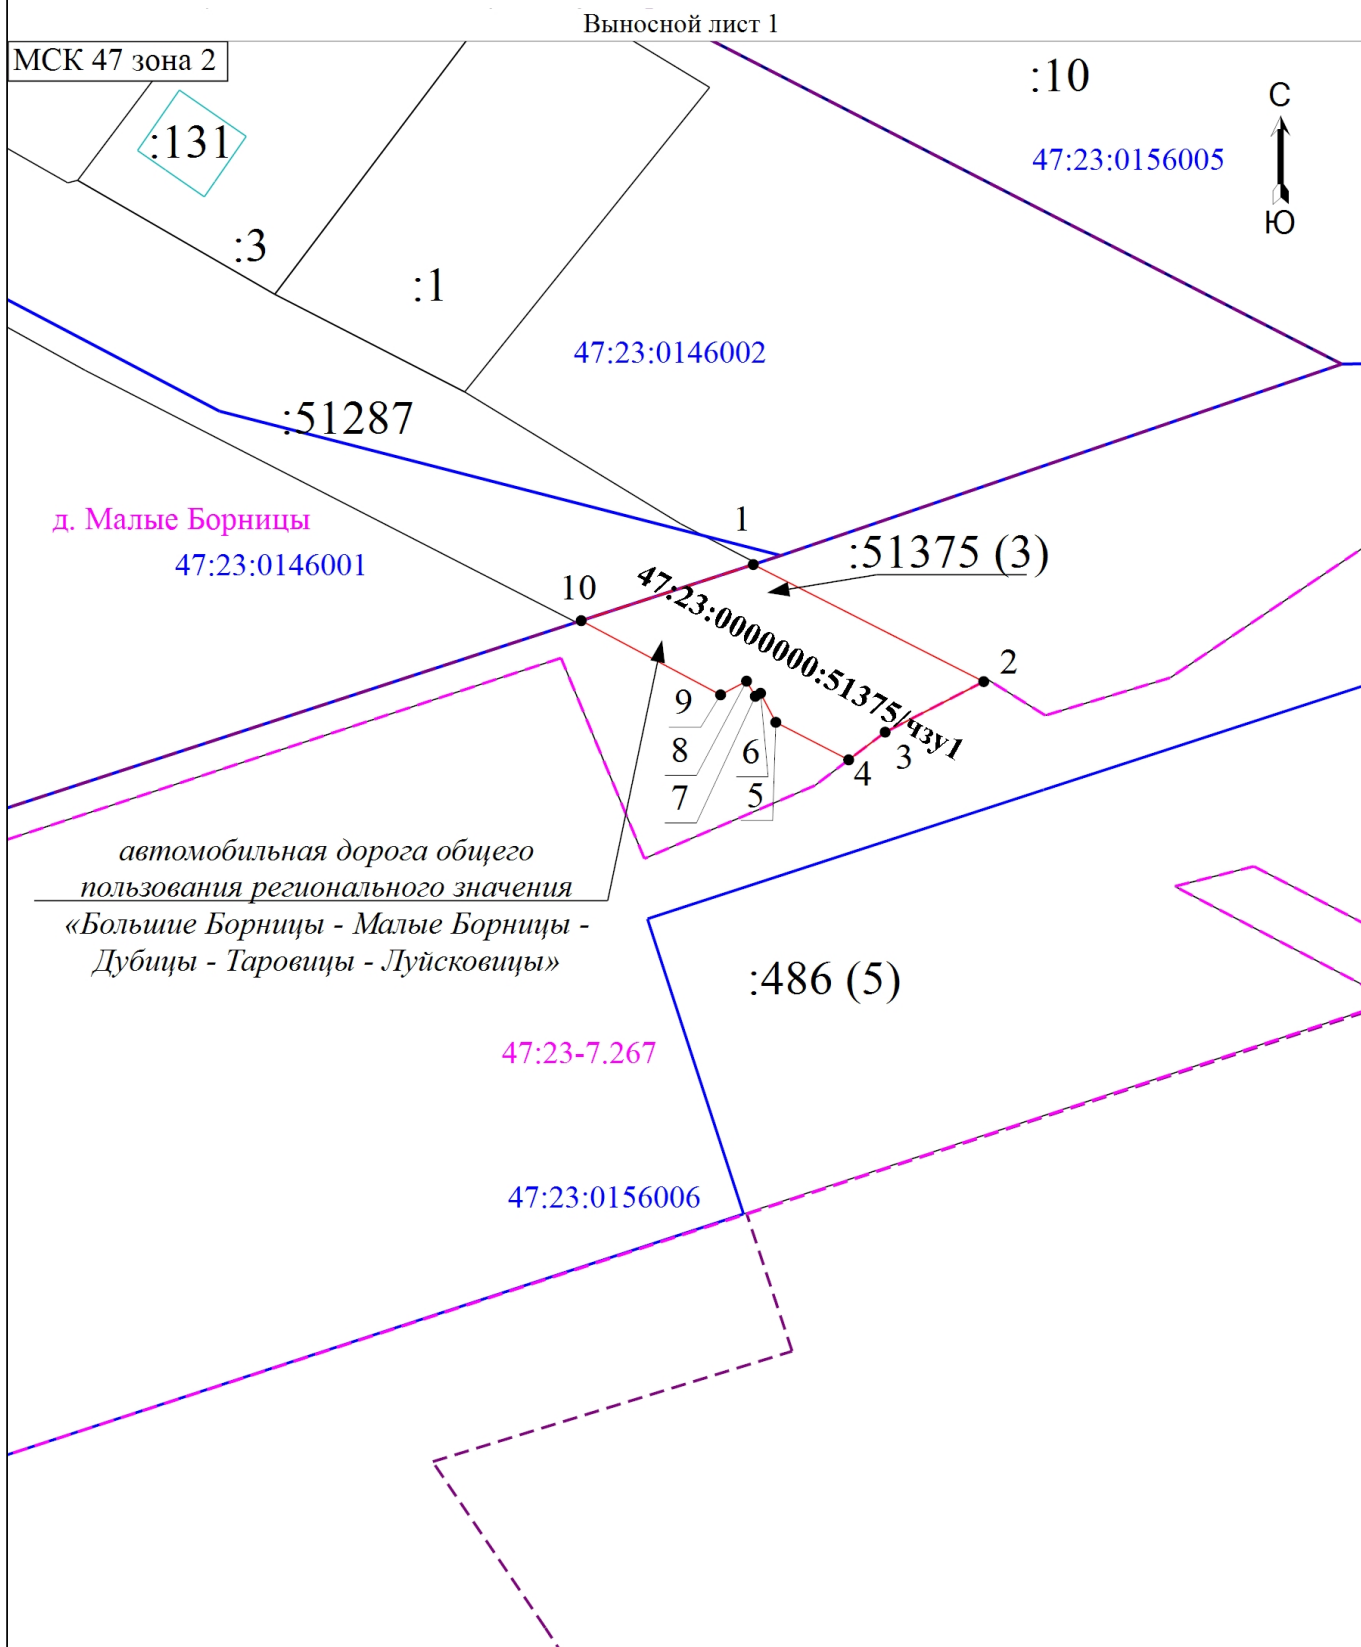 Выносной лист 1
МСК 47 зона 2
:10
С
:131
47:23:0156005
Ю
:3
:1
47:23:0146002
:51287
д. Малые Борницы
1
:51375 (3)
47:23:0146001
10
47:23:0000000:51375/чзу1
2
9
8
6
3
7
5
4
автомобильная дорога общего
пользования регионального значения
«Большие Борницы - Малые Борницы -
Дубицы - Таровицы - Луйсковицы»
:486 (5)
47:23-7.267
47:23:0156006